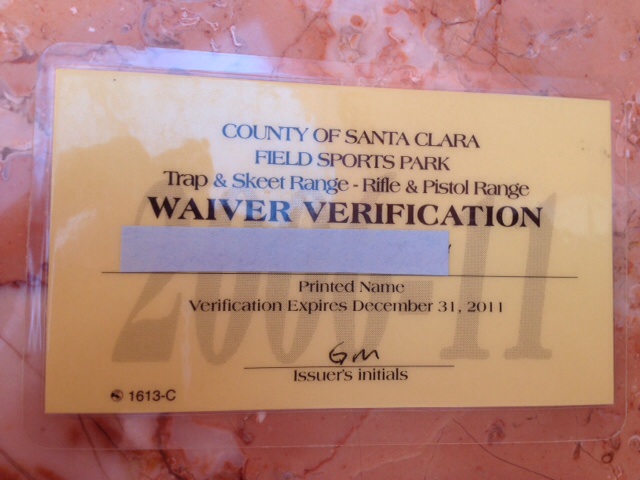 COUNTY OF SANTA CLARA
FIELD SPORTS PARK
Trap & Skeet Range - Rifle & Pistol Range
WAIVER VERIFICATION
Printed Name
Verification Expires December 31, 2011
GM
Issuer's initials
1613-C